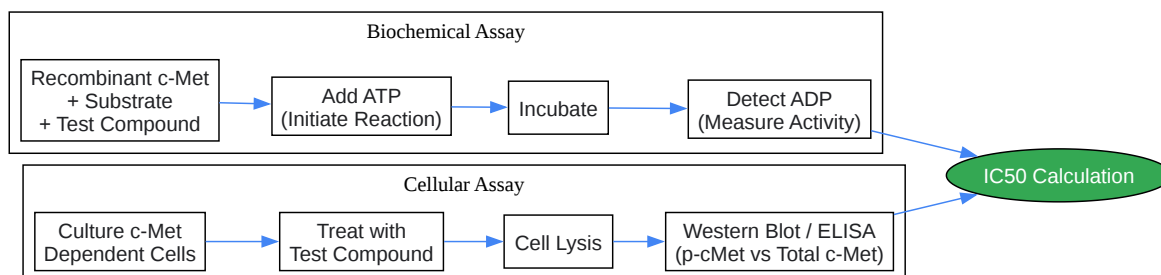 Biochemical Assay
Recombinant c-Met
+ Substrate
+ Test Compound
Add ATP
(Initiate Reaction)
Incubate
Detect ADP
(Measure Activity)
IC50 Calculation
Cellular Assay
Culture c-Met
Dependent Cells
Treat with
Test Compound
Cell Lysis
Western Blot / ELISA
(p-cMet vs Total c-Met)